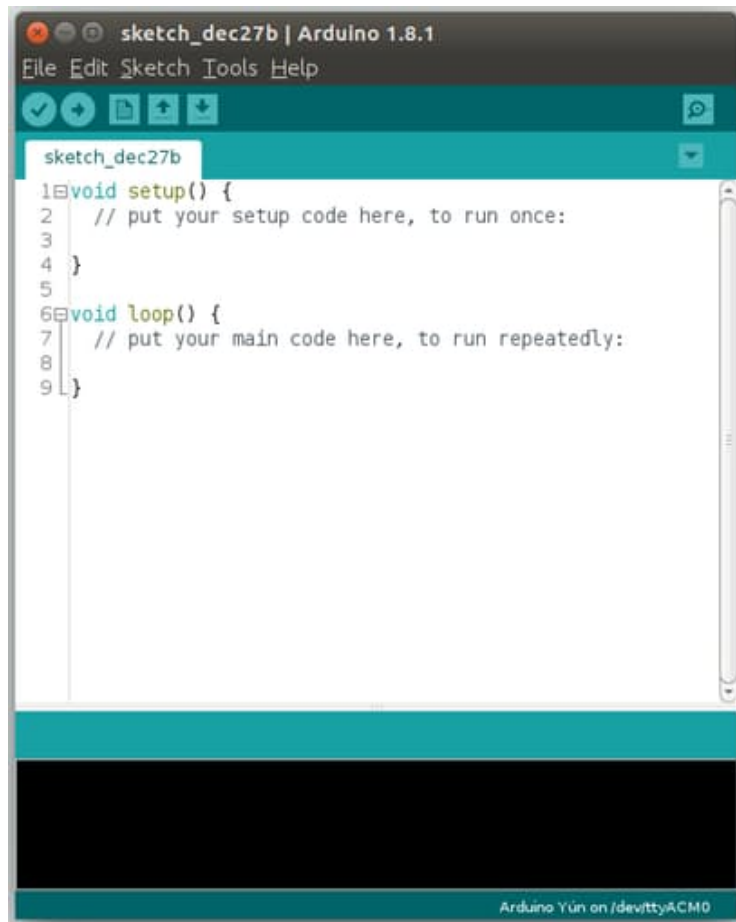 sketch_dec27b | Arduino 1.8.1
File Edit Sketch Tools Help
sketch_dec27b
1 void setup() {
2   // put your setup code here, to run once:
3
4 }
5
6 void loop() {
7   // put your main code here, to run repeatedly:
8
9 }
Arduino Yún on /dev/ttyACM0